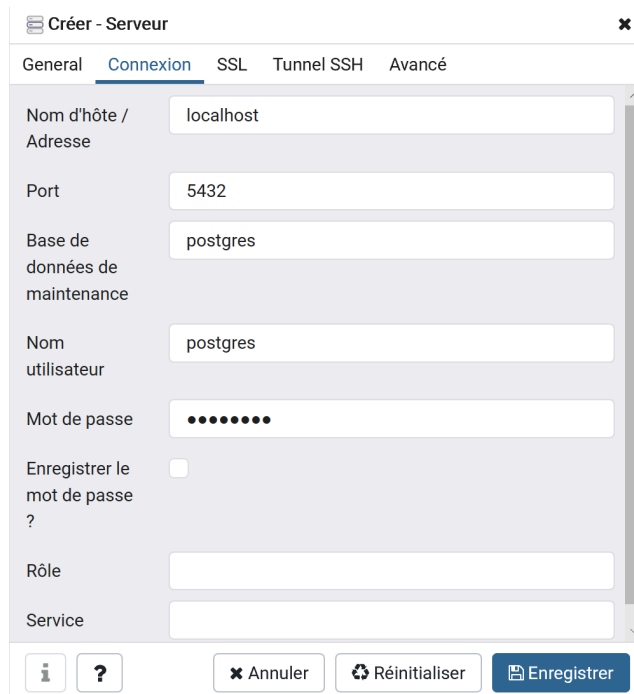 Créer - Serveur
General Connexion SSL Tunnel SSH Avancé
Nom d'hôte /
Adresse
localhost
Port
5432
Base de
données de
maintenance
postgres
Nom
utilisateur
postgres
Mot de passe
••••••••
Enregistrer le
mot de passe
?
Rôle
Service
i ? Annuler Réinitialiser Enregistrer